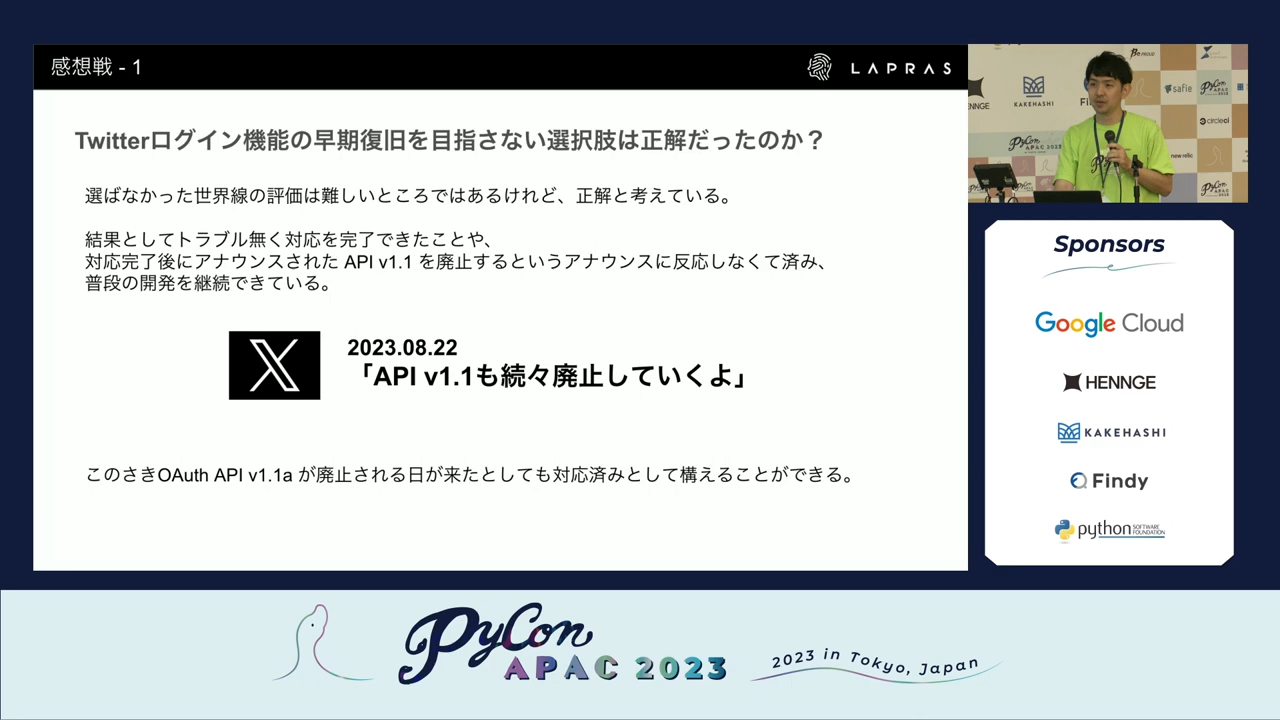 感想戦 - 1
LAPRAS
Twitterログイン機能の早期復旧を目指さない選択肢は正解だったのか？
選ばなかった世界線の評価は難しいところではあるけれど、正解と考えている。
結果としてトラブル無く対応を完了できたことや、
対応完了後にアナウンスされた API v1.1 を廃止するというアナウンスに反応しなくて済み、
普段の開発を継続できている。
2023.08.22
「API v1.1も続々廃止していくよ」
このさきOAuth API v1.1a が廃止される日が来たとしても対応済みとして構えることができる。
KAKEHASHI
safie
circleci
new relic
PyCon
APAC 2023
Sponsors
Google Cloud
HENNGE
KAKEHASHI
Findy
python SOFTWARE FOUNDATION
PyCon
APAC 2023
2023 in Tokyo, Japan